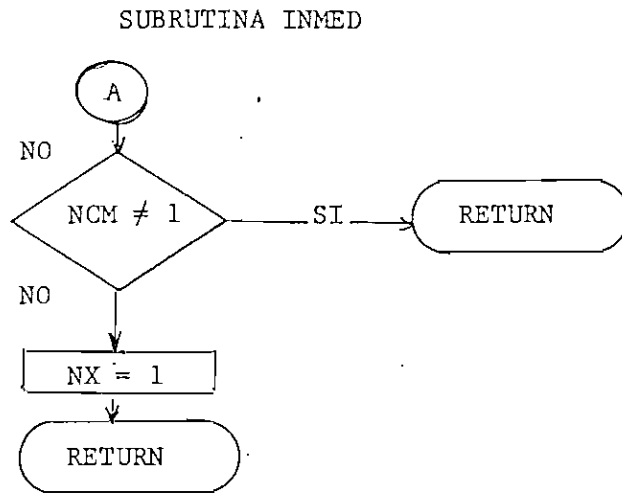 SUBRUTINA INMED
A
NO
NCM ≠ 1
SI
RETURN
NO
NX = 1
RETURN